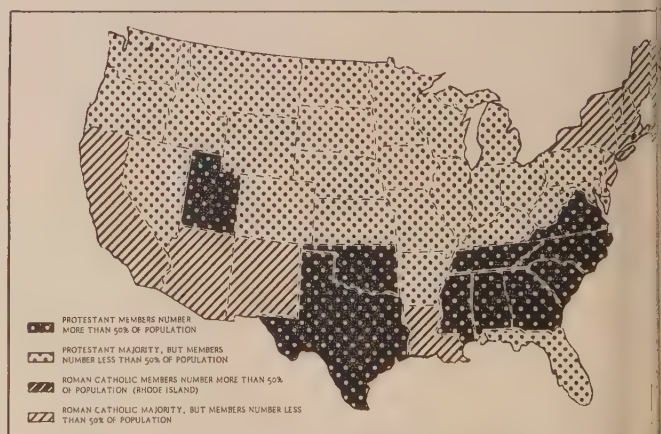 PROTESTANT MEMBERS NUMBER
MORE THAN 50% OF POPULATION
PROTESTANT MAJORITY, BUT MEMBERS
NUMBER LESS THAN 50% OF POPULATION
ROMAN CATHOLIC MEMBERS NUMBER MORE THAN 50%
OF POPULATION (RHODE ISLAND)
ROMAN CATHOLIC MAJORITY, BUT MEMBERS NUMBER LESS
THAN 50% OF POPULATION